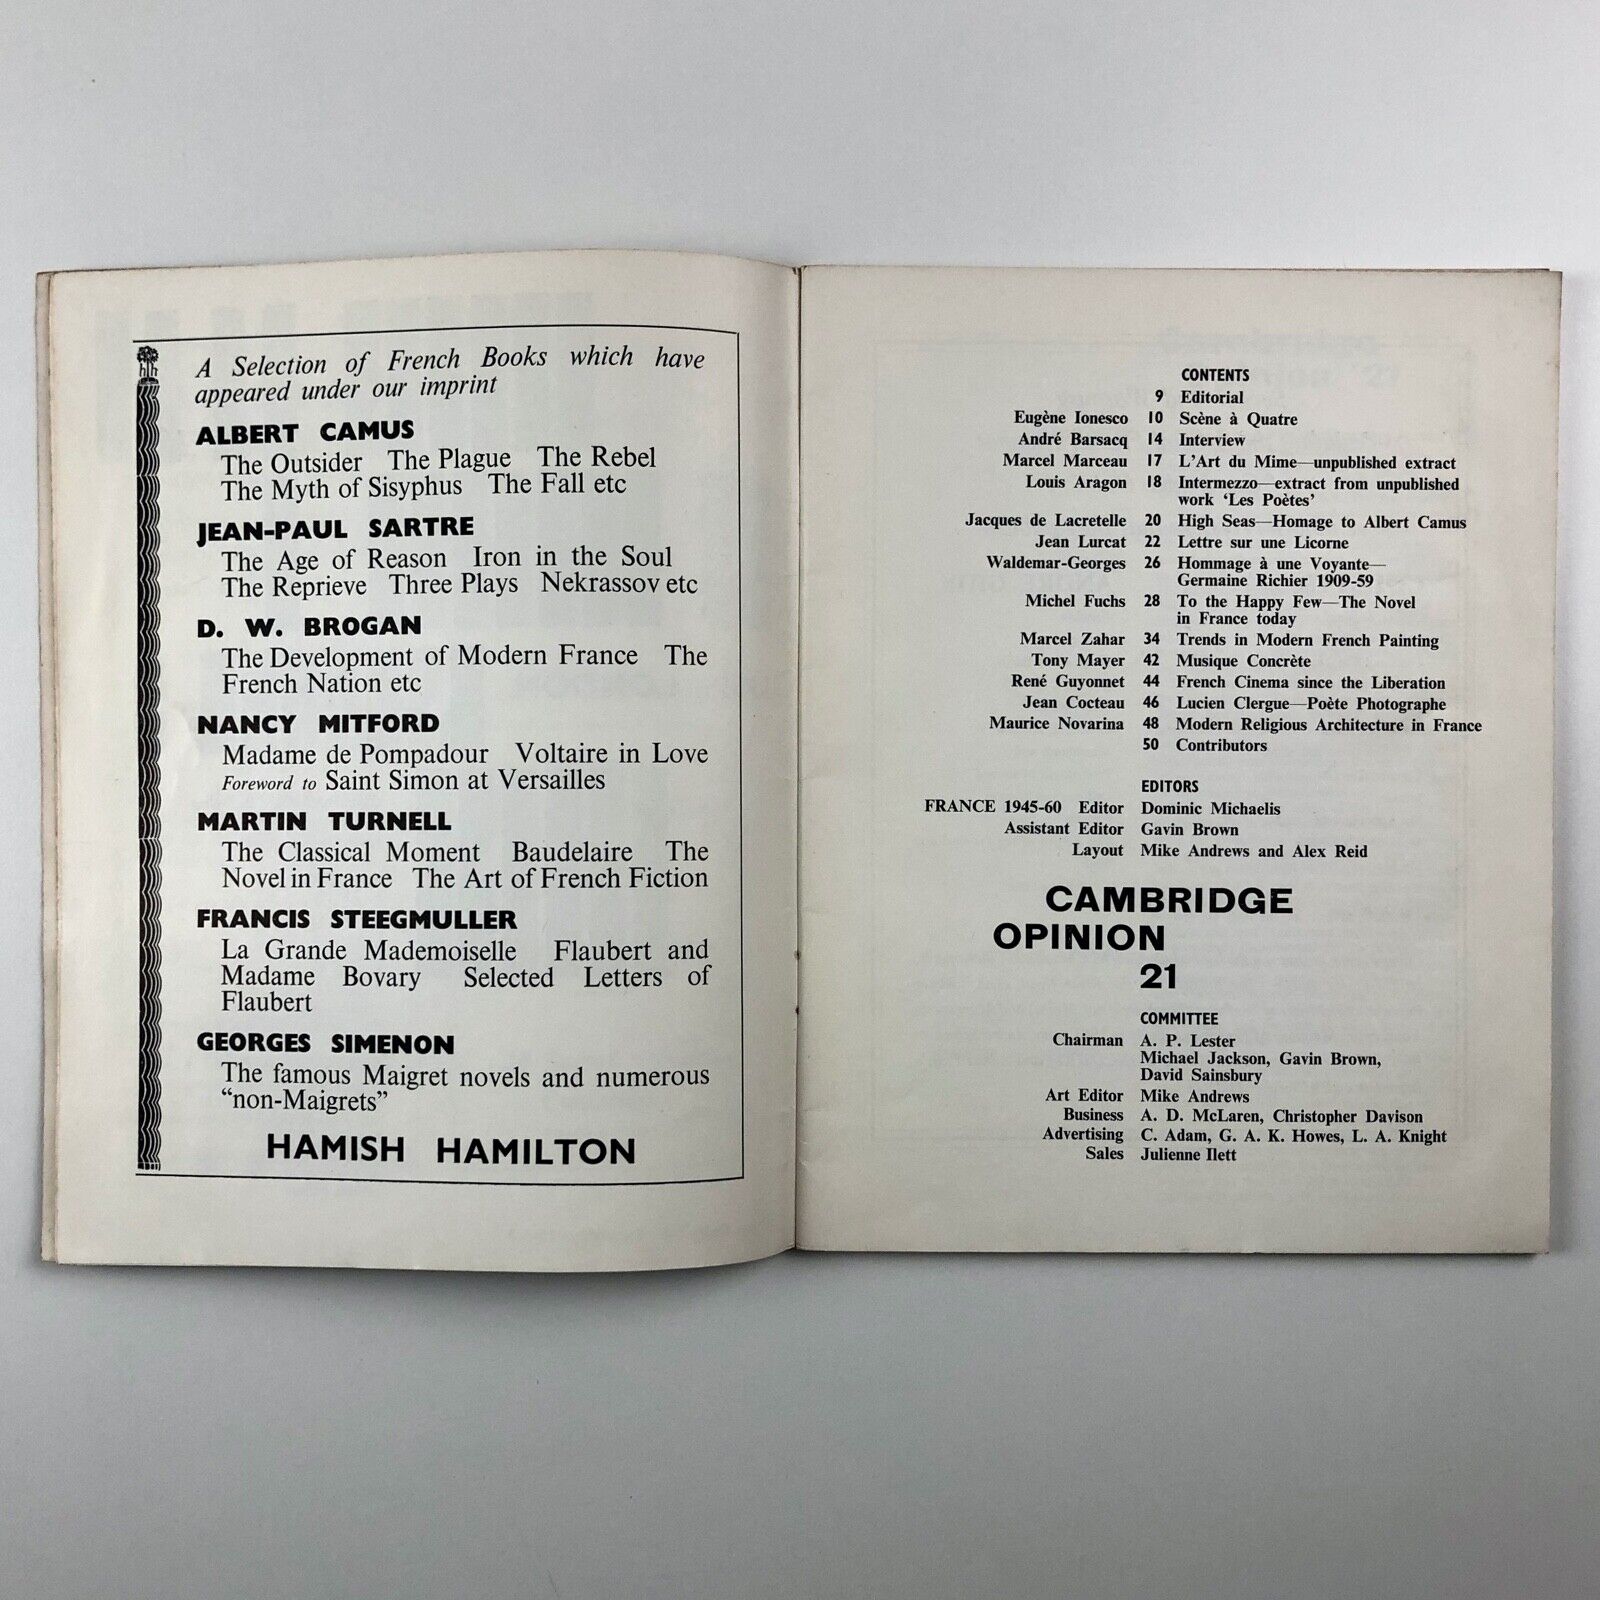 A Selection of French Books which have
appeared under our imprint
ALBERT CAMUS
The Outsider The Plague The Rebel
The Myth of Sisyphus The Fall etc
JEAN-PAUL SARTRE
The Age of Reason Iron in the Soul
The Reprieve Three Plays Nekrassov etc
D. W. BROGAN
The Development of Modern France The
French Nation etc
NANCY MITFORD
Madame de Pompadour Voltaire in Love
Foreword to Saint Simon at Versailles
MARTIN TURNELL
The Classical Moment Baudelaire The
Novel in France The Art of French Fiction
FRANCIS STEEGMULLER
La Grande Mademoiselle Flaubert and
Madame Bovary Selected Letters of
Flaubert
GEORGES SIMENON
The famous Maigret novels and numerous
“non-Maigrets”
HAMISH HAMILTON
CONTENTS
9 Editorial
Eugène Ionesco 10 Scène à Quatre
André Barsacq 14 Interview
Marcel Marceau 17 L'Art du Mime—unpublished extract
Louis Aragon 18 Intermezzo—extract from unpublished
work ‘Les Poètes’
Jacques de Lacretelle 20 High Seas—Homage to Albert Camus
Jean Lurcat 22 Lettre sur une Licorne
Waldemar-Georges 26 Hommage à une Voyante—
Germaine Richier 1909-59
Michel Fuchs 28 To the Happy Few—The Novel
in France today
Marcel Zahar 34 Trends in Modern French Painting
Tony Mayer 42 Musique Concrète
René Guyonnet 44 French Cinema since the Liberation
Jean Cocteau 46 Lucien Clergue—Poète Photographe
Maurice Novarina 48 Modern Religious Architecture in France
50 Contributors
EDITORS
FRANCE 1945-60 Editor Dominic Michaelis
Assistant Editor Gavin Brown
Layout Mike Andrews and Alex Reid
CAMBRIDGE
OPINION
21
COMMITTEE
Chairman A. P. Lester
Michael Jackson, Gavin Brown,
David Sainsbury
Art Editor Mike Andrews
Business A. D. McLaren, Christopher Davison
Advertising C. Adam, G. A. K. Howes, L. A. Knight
Sales Julienne Ilett